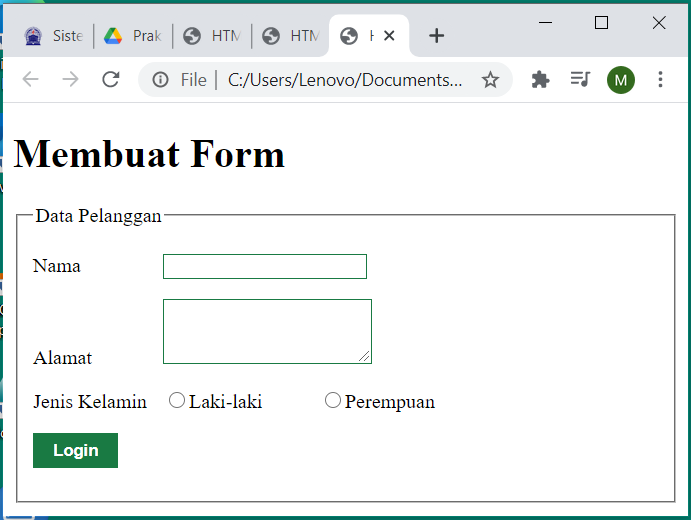 Siste
Prak
HTM
HTM
H
File
C:/Users/Lenovo/Documents...
M
Membuat Form
Data Pelanggan
Nama
Alamat
Jenis Kelamin Laki-laki Perempuan
Login